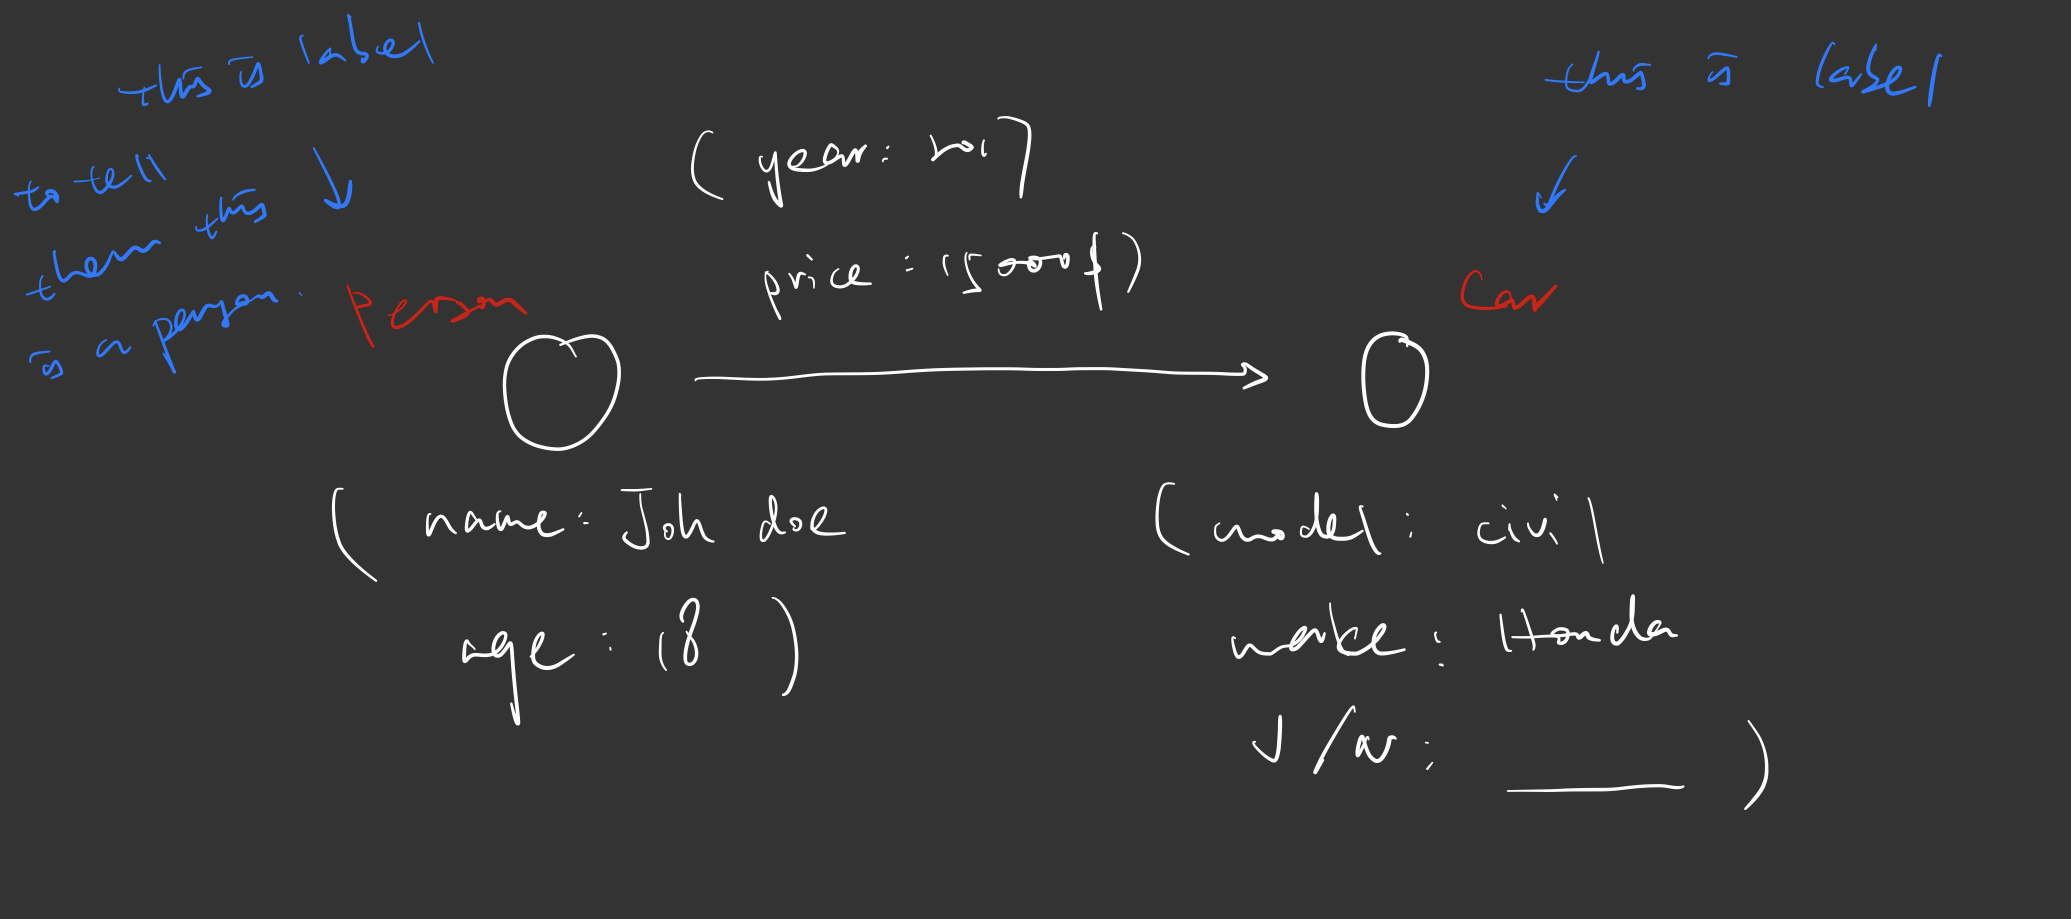 this is label
to tell
them this
is a person.
Person
(year: 201
price: 15000$)
this is label
Car
(name: Joh doe
age: 18)
(model: civil
make: Honda
V/N: ______)